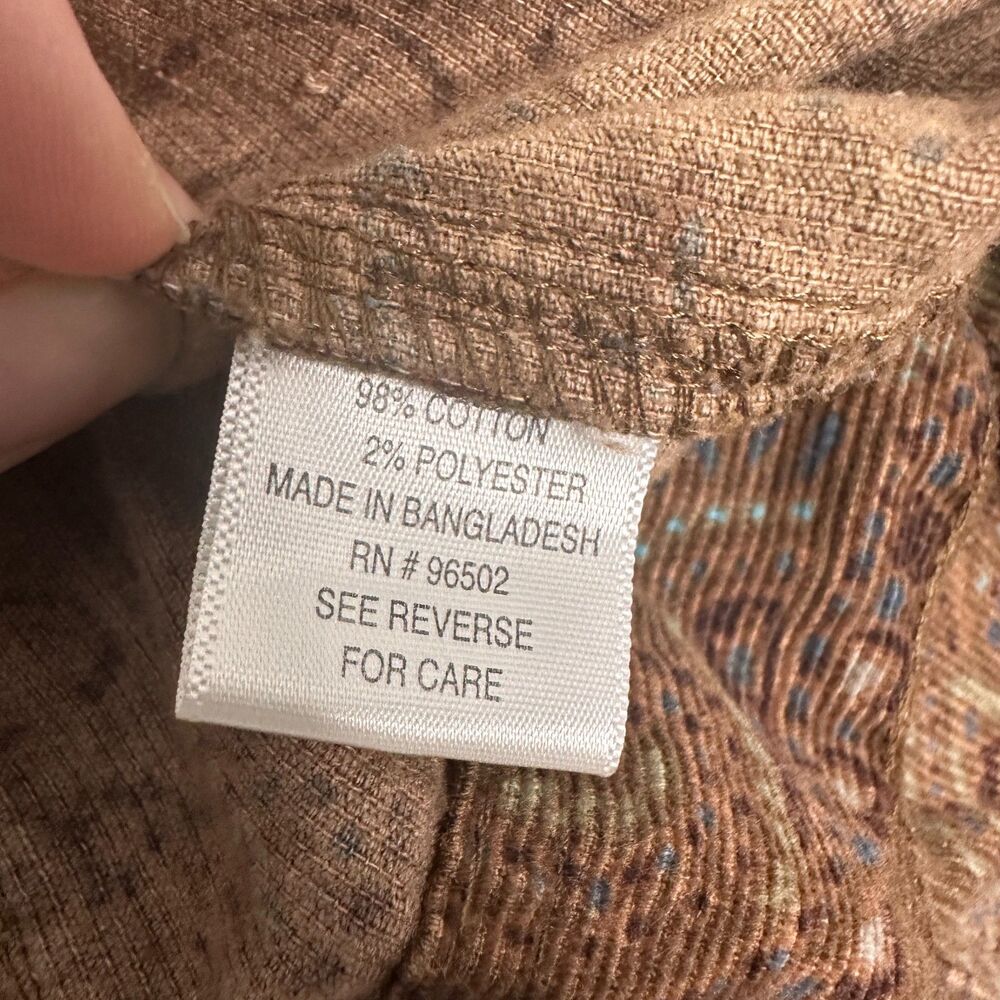 98% COTTON
2% POLYESTER
MADE IN BANGLADESH
RN # 96502
SEE REVERSE
FOR CARE